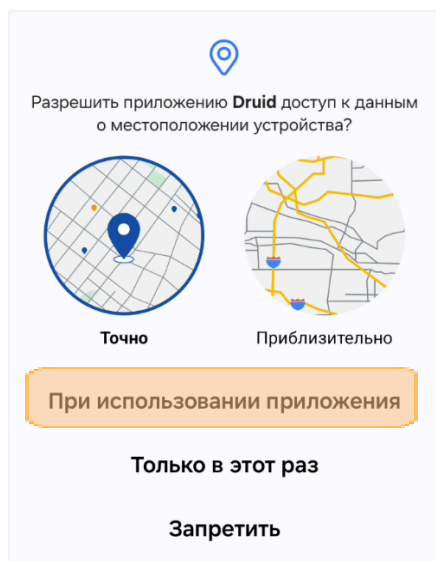 Разрешить приложению Druid доступ к данным
о местоположении устройства?
Точно
Приблизительно
При использовании приложения
Только в этот раз
Запретить